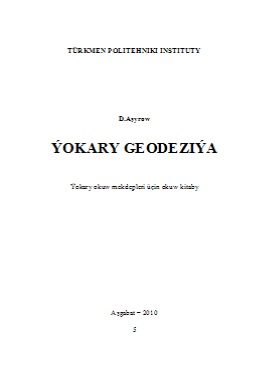 TÜRKMEN POLITEHNIKI INSTITUTY
D.Aşyrow
ÝOKARY GEODEZIÝA
Ýokary okuw mekdepleri üçin okuw kitaby
Aşgabat – 2010
5